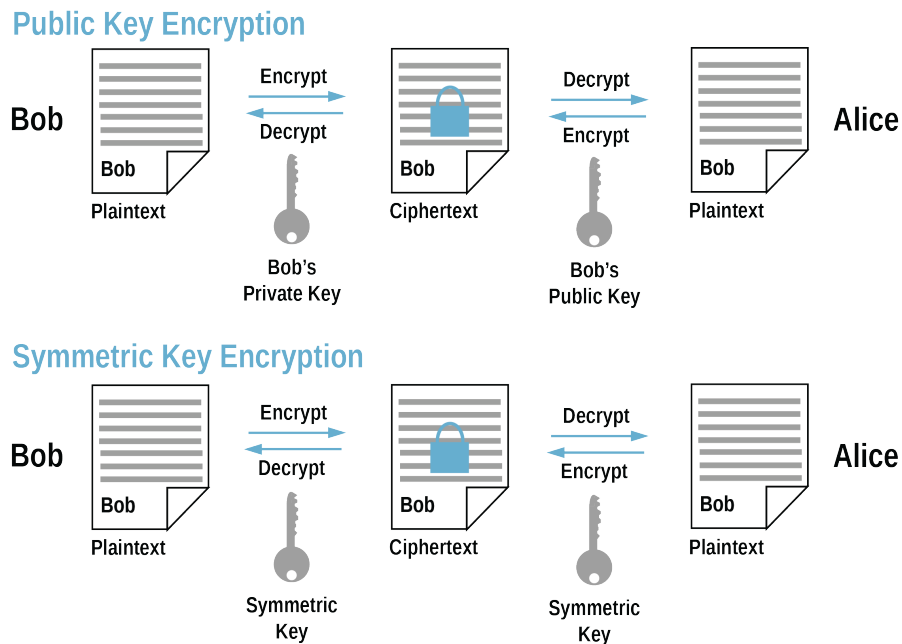 Public Key Encryption
Encrypt
Decrypt
Bob
Decrypt
Encrypt
Alice
Bob
Bob
Bob
Plaintext
Ciphertext
Plaintext
Bob's
Private Key
Bob's
Public Key
Symmetric Key Encryption
Encrypt
Decrypt
Bob
Decrypt
Encrypt
Alice
Bob
Bob
Bob
Plaintext
Ciphertext
Plaintext
Symmetric
Key
Symmetric
Key